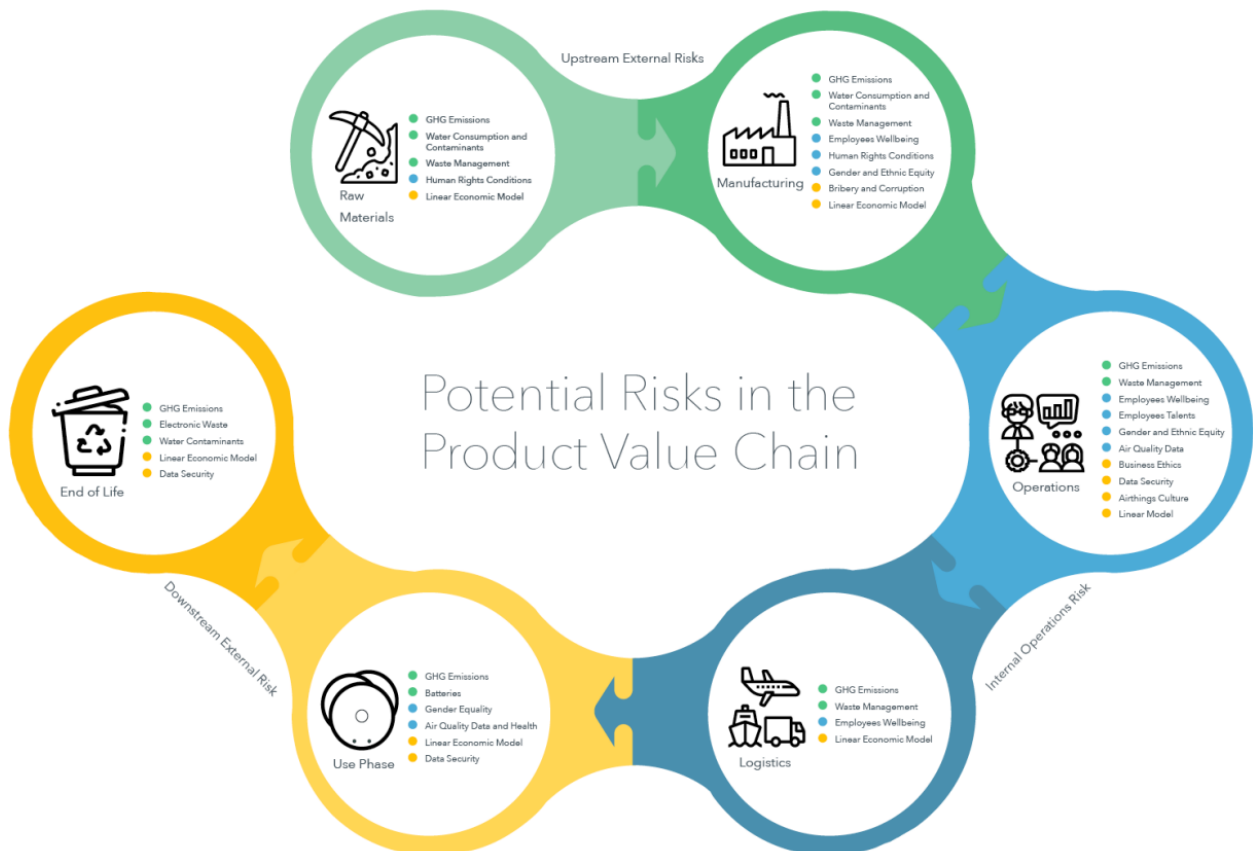 Upstream External Risks
Raw
Materials
GHG Emissions
Water Consumption and
Contaminants
Waste Management
Human Rights Conditions
Linear Economic Model
Manufacturing
GHG Emissions
Water Consumption and
Contaminants
Waste Management
Employees Wellbeing
Human Rights Conditions
Gender and Ethnic Equity
Bribery and Corruption
Linear Economic Model
Potential Risks in the
Product Value Chain
Operations
GHG Emissions
Waste Management
Employees Wellbeing
Employees Talents
Gender and Ethnic Equity
Air Quality Data
Business Ethics
Data Security
Airthings Culture
Linear Model
Internal Operations Risk
Logistics
GHG Emissions
Waste Management
Employees Wellbeing
Linear Economic Model
Use Phase
GHG Emissions
Batteries
Gender Equality
Air Quality Data and Health
Linear Economic Model
Data Security
Downstream External Risk
End of Life
GHG Emissions
Electronic Waste
Water Contaminants
Linear Economic Model
Data Security